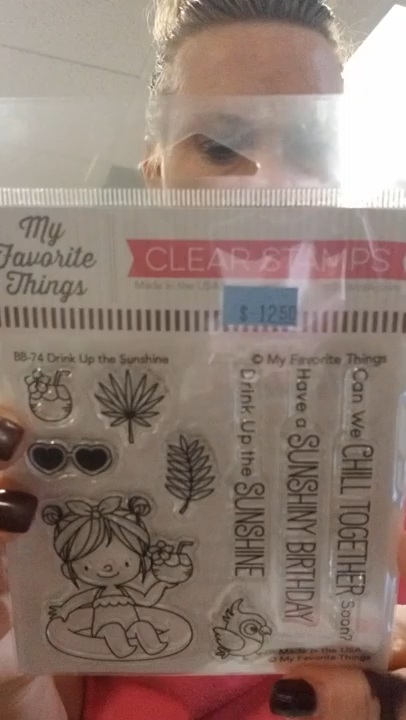 My
Favorite
Things
CLEAR STAMPS
Made in the USA
$ 12.50
BB-74 Drink Up the Sunshine
© My Favorite Things
Drink Up the SUNSHINE
Have a SUNSHINY BIRTHDAY
Can We CHILL TOGETHER Soon?
Made in the USA
© My Favorite Things